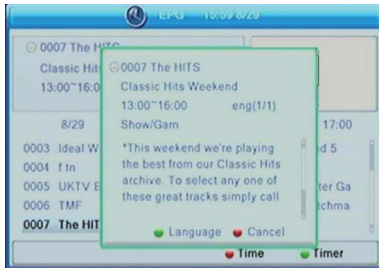 EPG 15:59 8/29
0007 The HITS
Classic Hits
13:00~16:0
0007 The HITS
Classic Hits Weekend
13:00~16:00 eng(1/1)
Show/Gam
*This weekend we're playing
the best from our Classic Hits
archive. To select any one of
these great tracks simply call
Language Cancel
8/29 17:00
0003 Ideal W d 5
0004 f tn
0005 UKTV E ter Ga
0006 TMF tchma
0007 The HIT
Time Timer